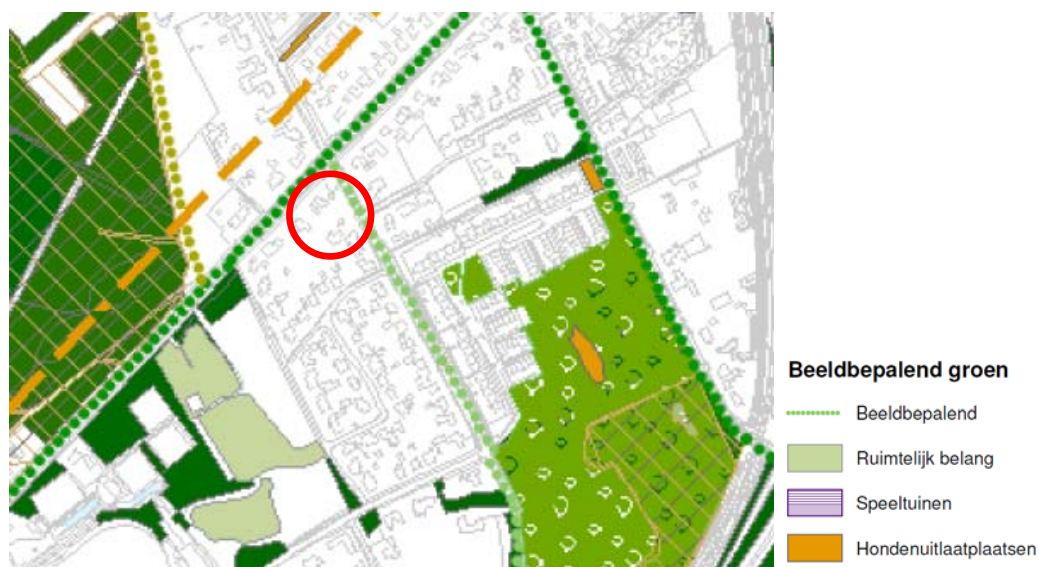 Beeldbepalend groen
Beeldbepalend
Ruimtelijk belang
Speeltuinen
Hondenuitlaatplaatsen